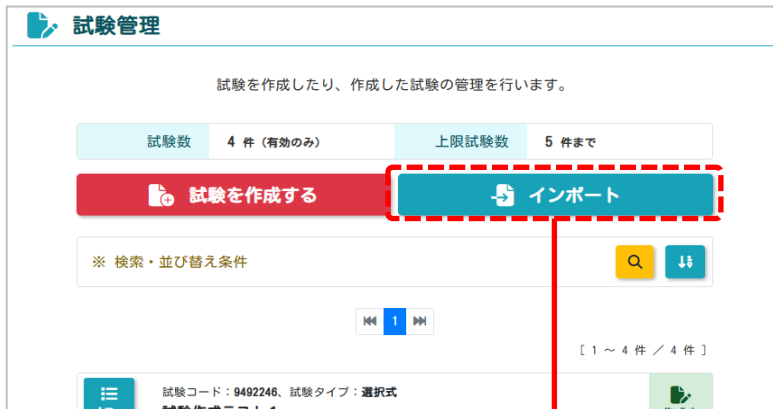 試験管理
試験を作成したり、作成した試験の管理を行います。
試験数 4 件（有効のみ） 上限試験数 5 件まで
試験を作成する インポート
※ 検索・並び替え条件
1
[ 1 ～ 4 件 ／ 4 件 ]
試験コード：9492246、試験タイプ：選択式